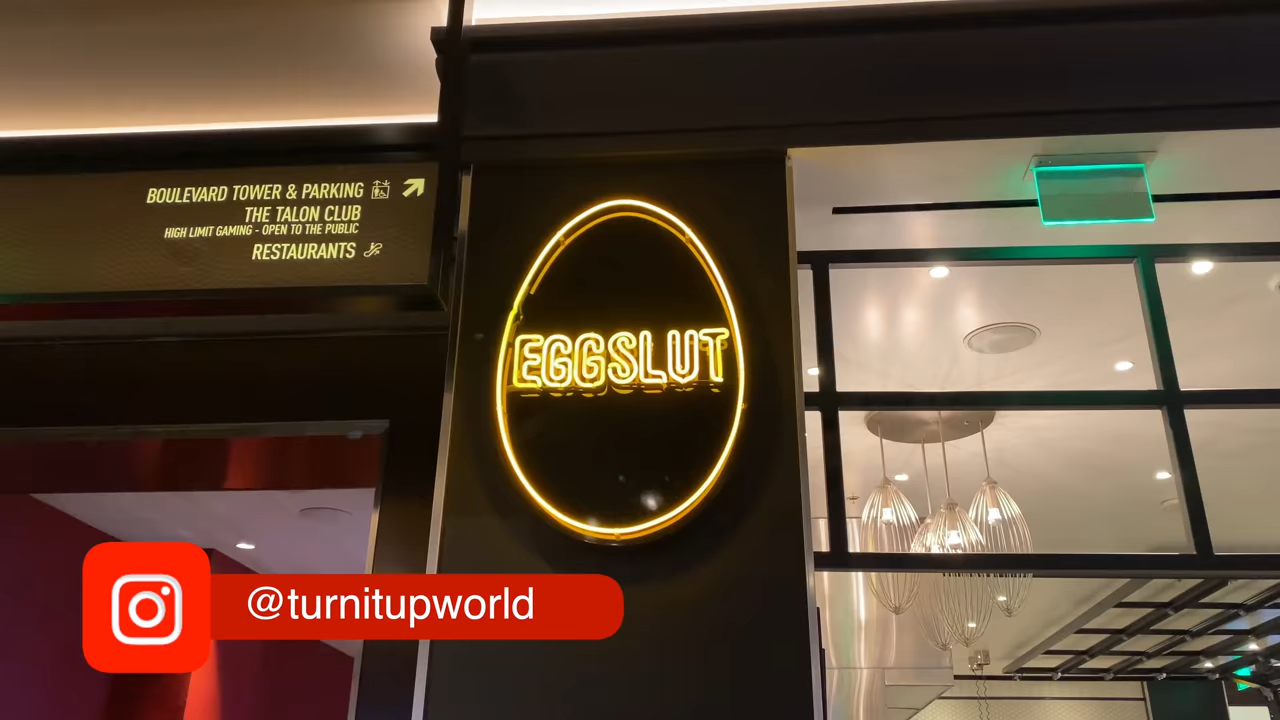 BOULEVARD TOWER & PARKING
THE TALON CLUB
HIGH LIMIT GAMING - OPEN TO THE PUBLIC
RESTAURANTS
EGGSLUT
@turnitupworld